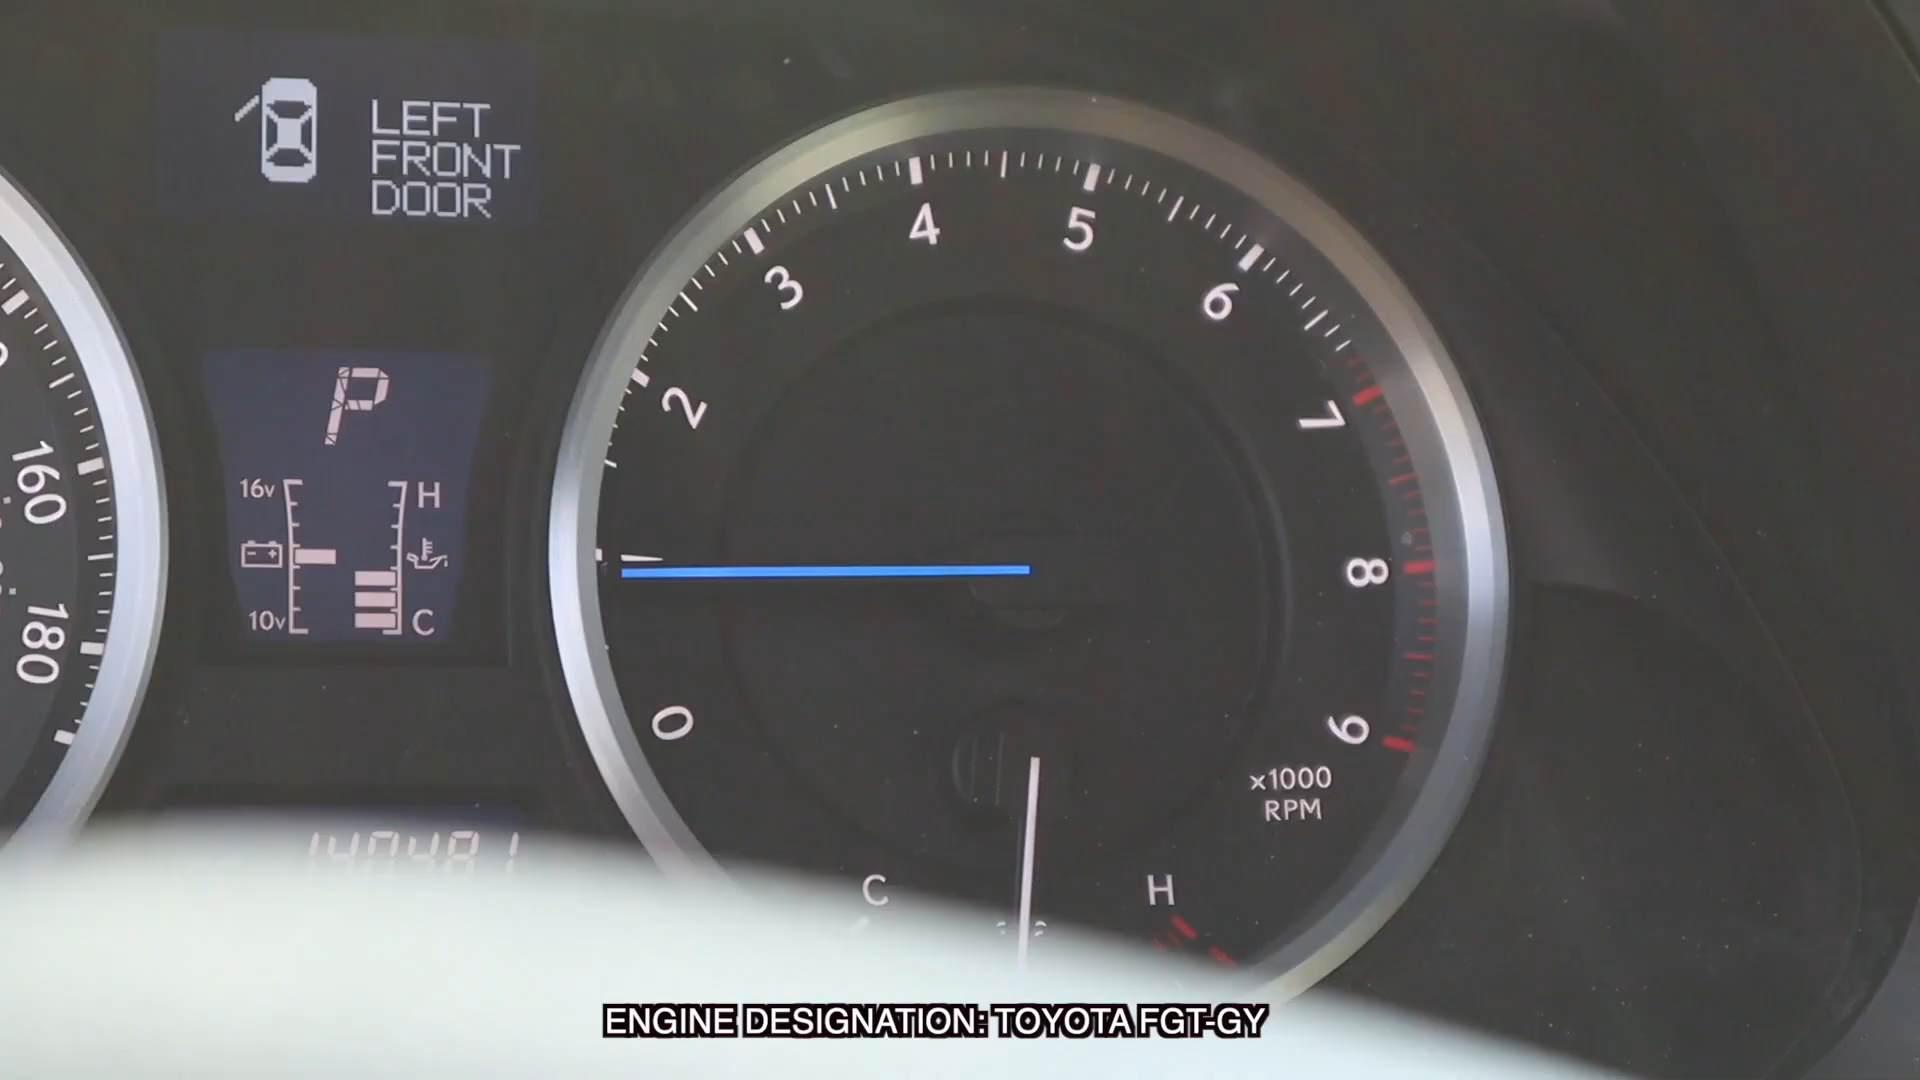 LEFT
FRONT
DOOR
P
16v
H
10v
C
160
180
140481
0
2
3
4
5
6
7
8
9
x1000
RPM
C
H
ENGINE DESIGNATION: TOYOTA FGT-GY